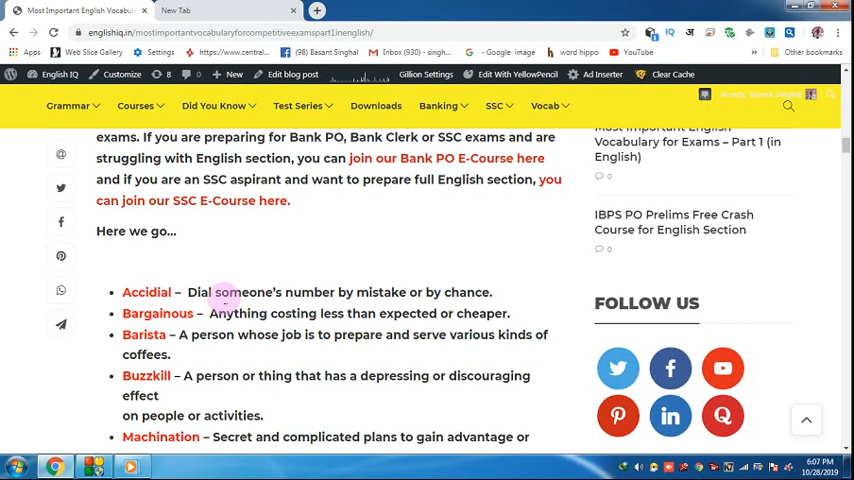 Most Important English Vocabula
New Tab
englishiq.in/mostimportantvocabularyforcompetitiveexamspart1inenglish/
Apps
Web Slice Gallery
Settings
https://www.central...
(98) Basant Singhal
Inbox (930) - singh...
- Google image
word hippo
YouTube
Other bookmarks
English IQ
Customize
8
0
New
Edit blog post
Gillion Settings
Edit With YellowPencil
Ad Inserter
Clear Cache
Grammar
Courses
Did You Know
Test Series
Downloads
Banking
SSC
Vocab
exams. If you are preparing for Bank PO, Bank Clerk or SSC exams and are
struggling with English section, you can join our Bank PO E-Course here
and if you are an SSC aspirant and want to prepare full English section, you
can join our SSC E-Course here.
Here we go...
Accidial – Dial someone's number by mistake or by chance.
Bargainous – Anything costing less than expected or cheaper.
Barista – A person whose job is to prepare and serve various kinds of
coffees.
Buzzkill – A person or thing that has a depressing or discouraging
effect
on people or activities.
Machination – Secret and complicated plans to gain advantage or
Most Important English
Vocabulary for Exams – Part 1 (in
English)
0
IBPS PO Prelims Free Crash
Course for English Section
0
FOLLOW US
6:07 PM
10/28/2019